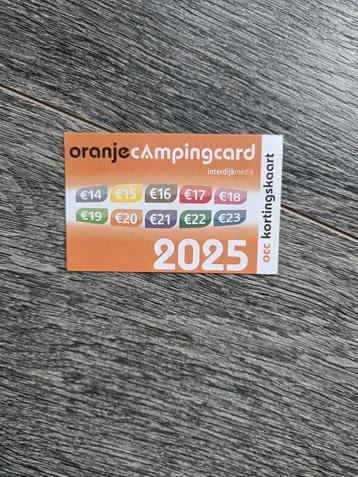 oranjecampingcard
interdijkmedia
€14 €15 €16 €17 €18
€19 €20 €21 €22 €23
2025
occ kortingskaart